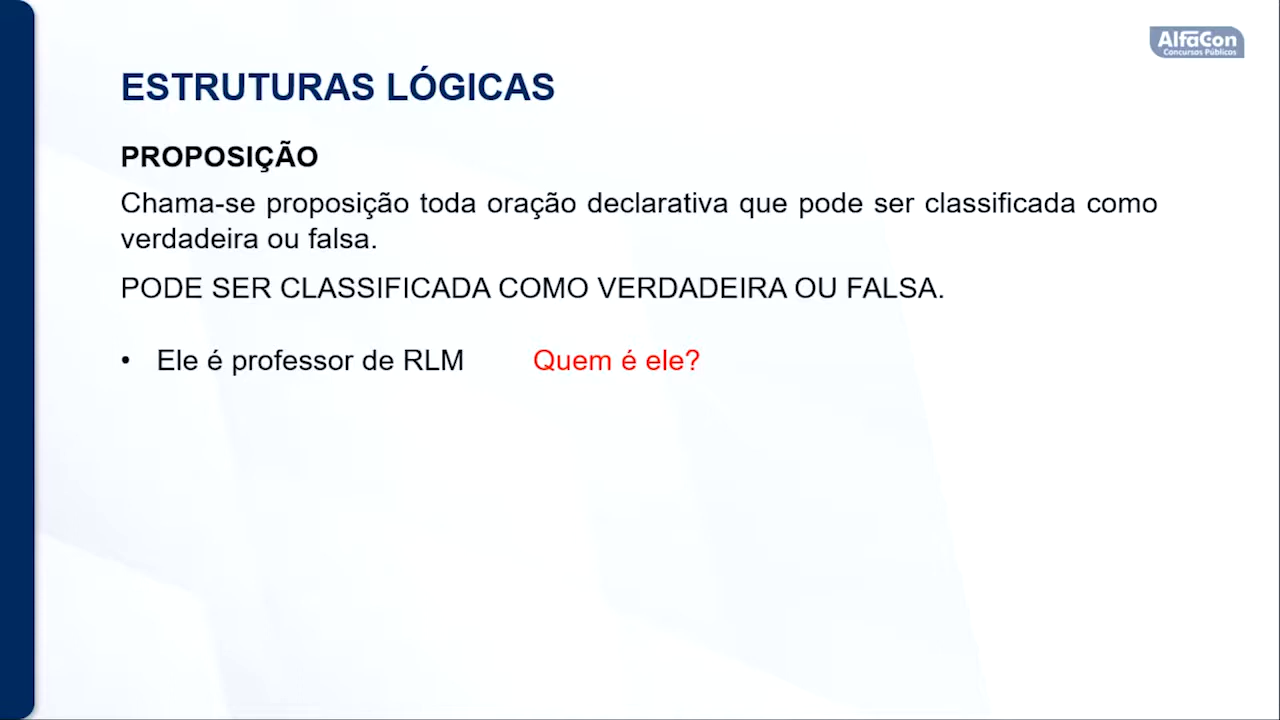 AlfaCon
Concursos Públicos
ESTRUTURAS LÓGICAS
PROPOSIÇÃO
Chama-se proposição toda oração declarativa que pode ser classificada como
verdadeira ou falsa.
PODE SER CLASSIFICADA COMO VERDADEIRA OU FALSA.
• Ele é professor de RLM Quem é ele?